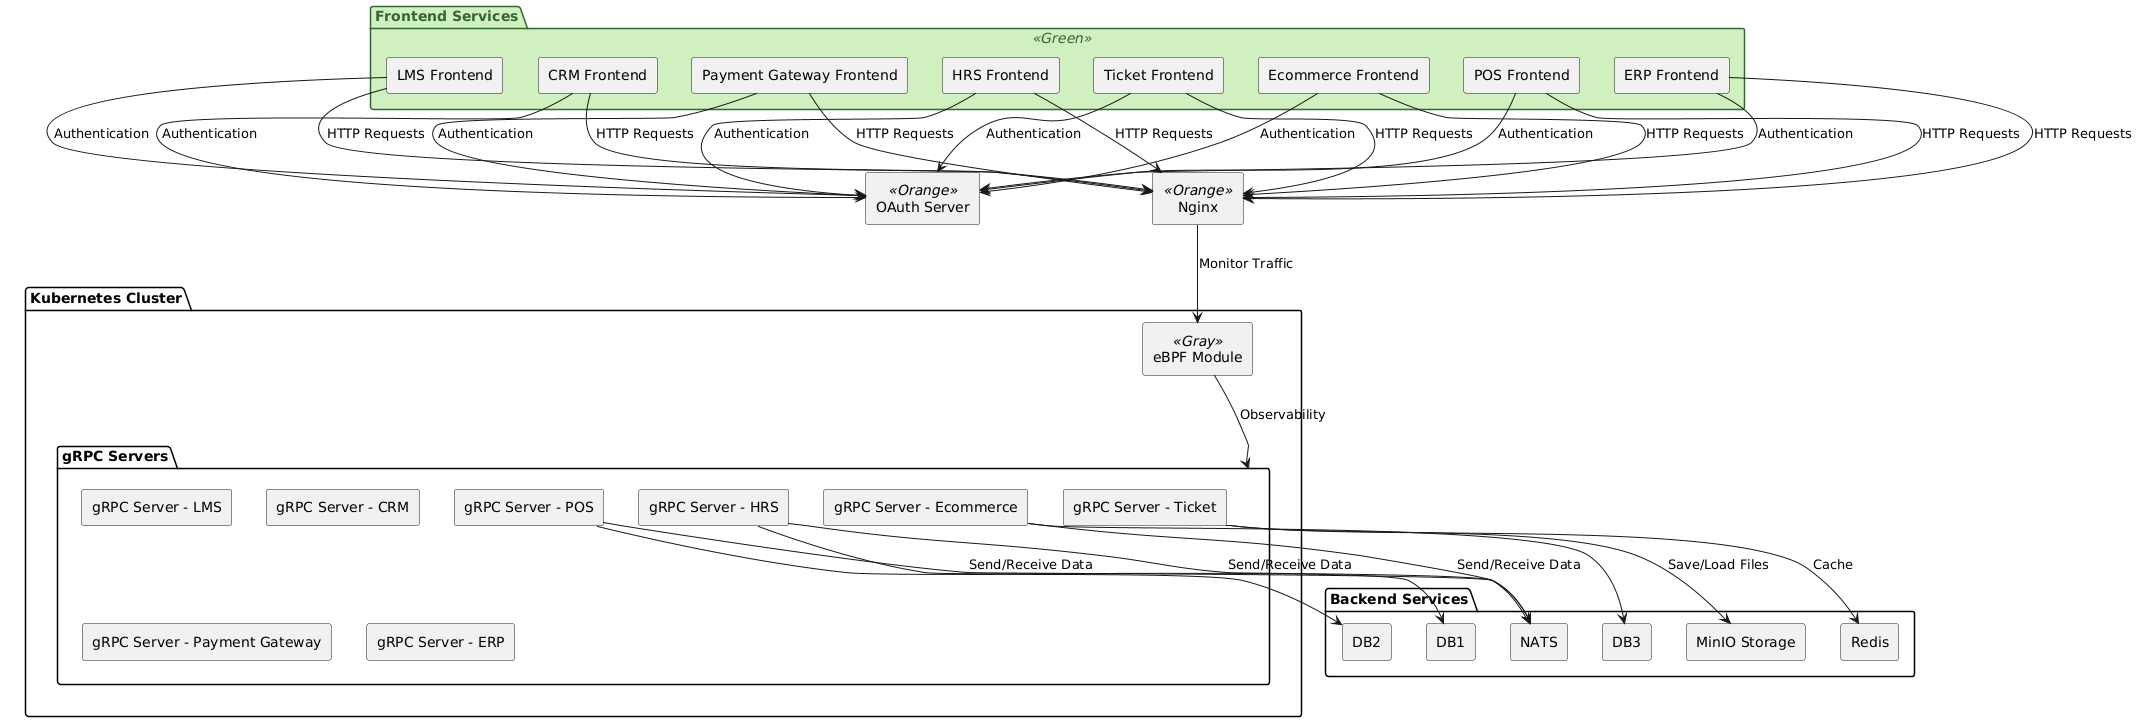 Frontend Services
«Green»
LMS Frontend
CRM Frontend
Payment Gateway Frontend
HRS Frontend
Ticket Frontend
Ecommerce Frontend
POS Frontend
ERP Frontend
Authentication
Authentication
HTTP Requests
Authentication
HTTP Requests
Authentication
HTTP Requests
Authentication
HTTP Requests
Authentication
HTTP Requests
Authentication
HTTP Requests
Authentication
HTTP Requests
HTTP Requests
«Orange»
OAuth Server
«Orange»
Nginx
Monitor Traffic
Kubernetes Cluster
«Gray»
eBPF Module
Observability
gRPC Servers
gRPC Server - LMS
gRPC Server - CRM
gRPC Server - POS
gRPC Server - HRS
gRPC Server - Ecommerce
gRPC Server - Ticket
Send/Receive Data
Send/Receive Data
Send/Receive Data
Save/Load Files
Cache
Backend Services
gRPC Server - Payment Gateway
gRPC Server - ERP
DB2
DB1
NATS
DB3
MinIO Storage
Redis